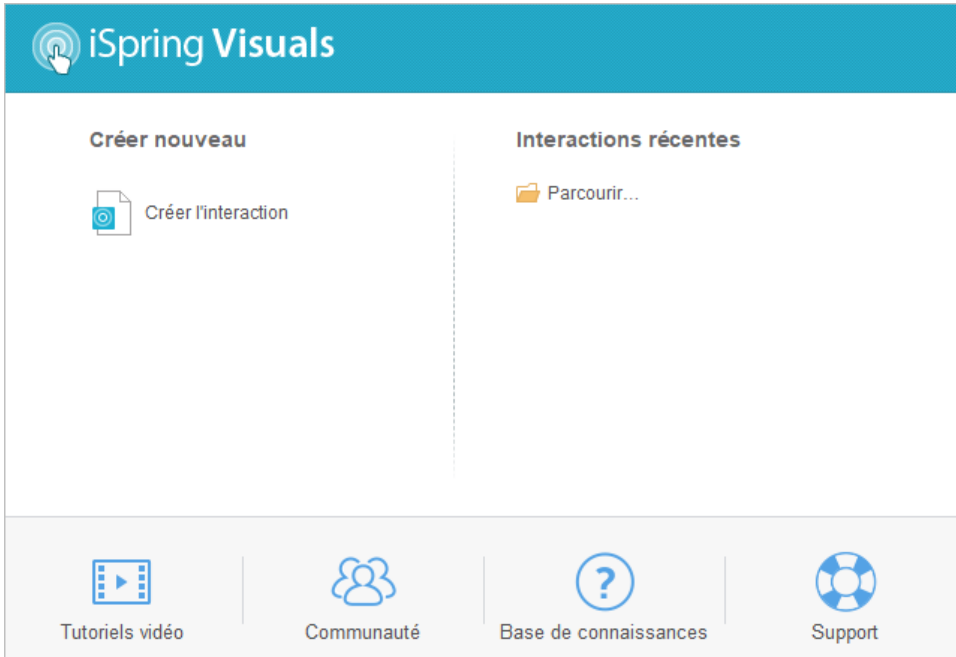 iSpring Visuals
Créer nouveau
Créer l'interaction
Interactions récentes
Parcourir...
Tutoriels vidéo
Communauté
Base de connaissances
Support